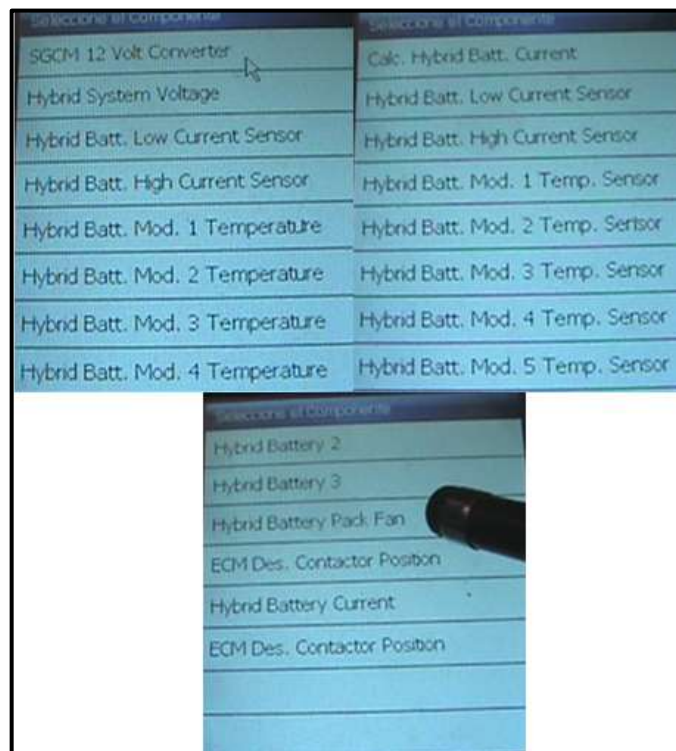 Seleccione el Componente
SGCM 12 Volt Converter
Hybrid System Voltage
Hybrid Batt. Low Current Sensor
Hybrid Batt. High Current Sensor
Hybrid Batt. Mod. 1 Temperature
Hybrid Batt. Mod. 2 Temperature
Hybrid Batt. Mod. 3 Temperature
Hybrid Batt. Mod. 4 Temperature
Seleccione el Componente
Calc. Hybrid Batt. Current
Hybrid Batt. Low Current Sensor
Hybrid Batt. High Current Sensor
Hybrid Batt. Mod. 1 Temp. Sensor
Hybrid Batt. Mod. 2 Temp. Sensor
Hybrid Batt. Mod. 3 Temp. Sensor
Hybrid Batt. Mod. 4 Temp. Sensor
Hybrid Batt. Mod. 5 Temp. Sensor
Seleccione el Componente
Hybrid Battery 2
Hybrid Battery 3
Hybrid Battery Pack Fan
ECM Des. Contactor Position
Hybrid Battery Current
ECM Des. Contactor Position